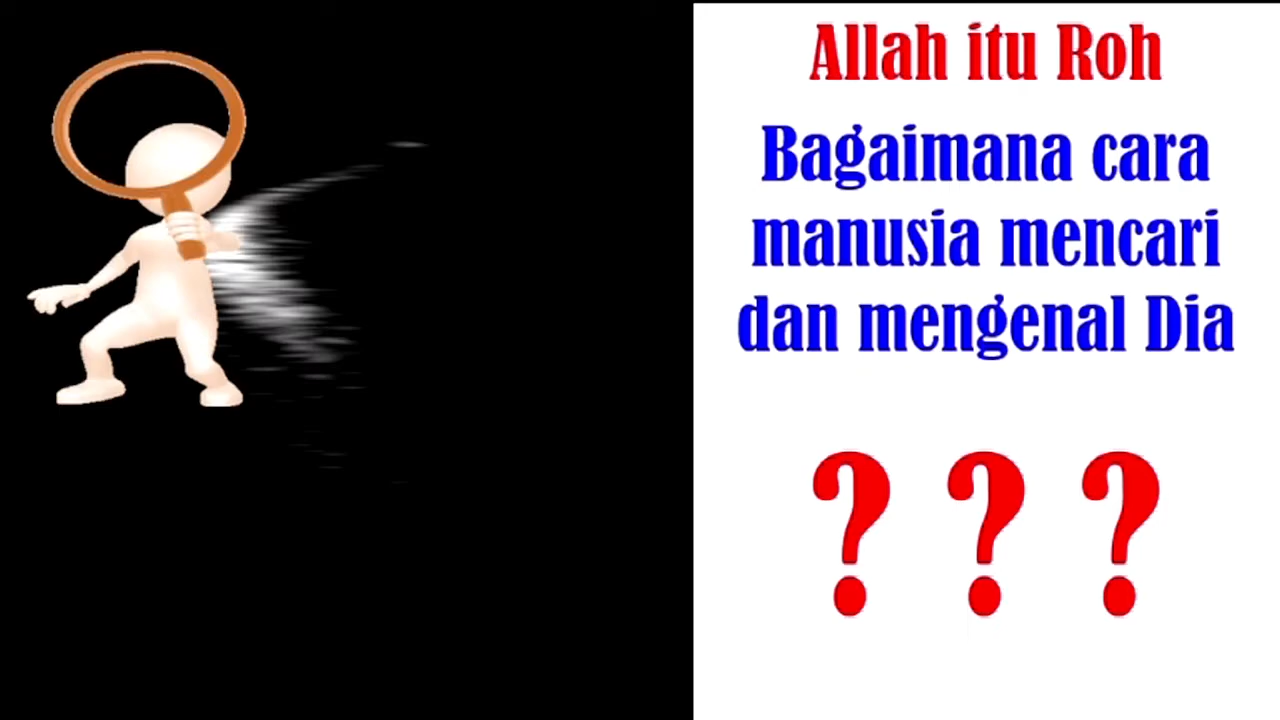 Allah itu Roh
Bagaimana cara
manusia mencari
dan mengenal Dia
? ? ?